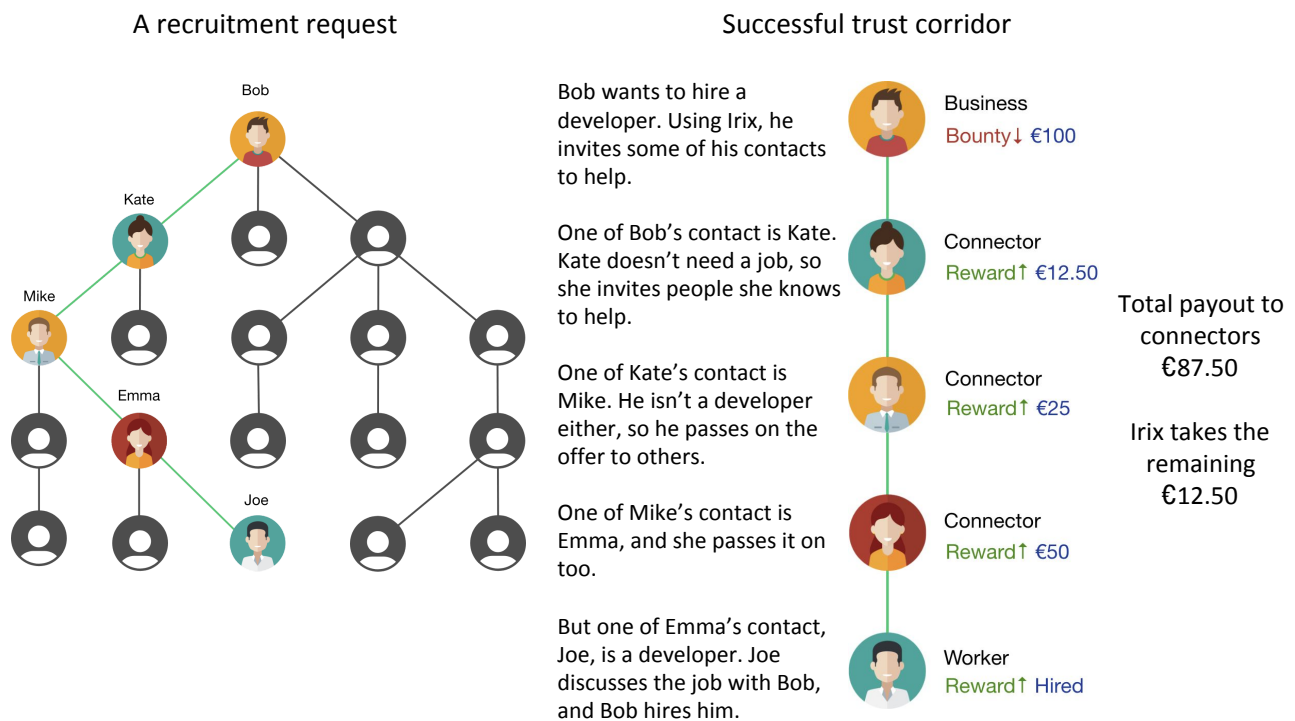 A recruitment request
Bob
Kate
Mike
Emma
Joe
Successful trust corridor
Bob wants to hire a
developer. Using Irix, he
invites some of his contacts
to help.
Business
Bounty↓ €100
One of Bob’s contact is Kate.
Kate doesn’t need a job, so
she invites people she knows
to help.
Connector
Reward↑ €12.50
One of Kate’s contact is
Mike. He isn’t a developer
either, so he passes on the
offer to others.
Connector
Reward↑ €25
One of Mike’s contact is
Emma, and she passes it on
too.
Connector
Reward↑ €50
But one of Emma’s contact,
Joe, is a developer. Joe
discusses the job with Bob,
and Bob hires him.
Worker
Reward↑ Hired
Total payout to
connectors
€87.50
Irix takes the
remaining
€12.50